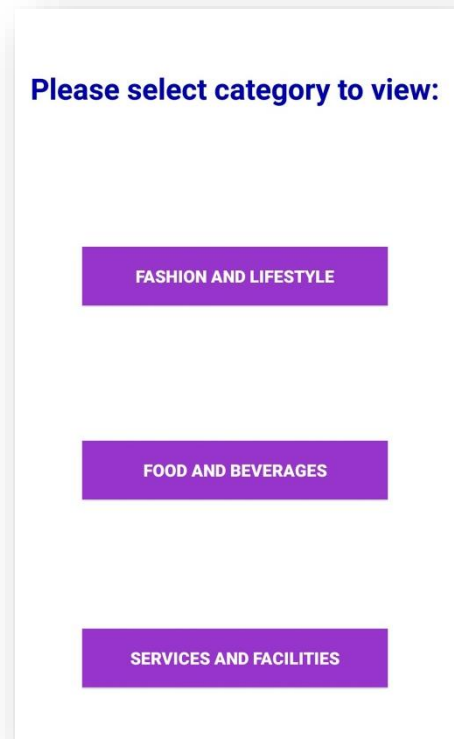 Please select category to view:
FASHION AND LIFESTYLE
FOOD AND BEVERAGES
SERVICES AND FACILITIES